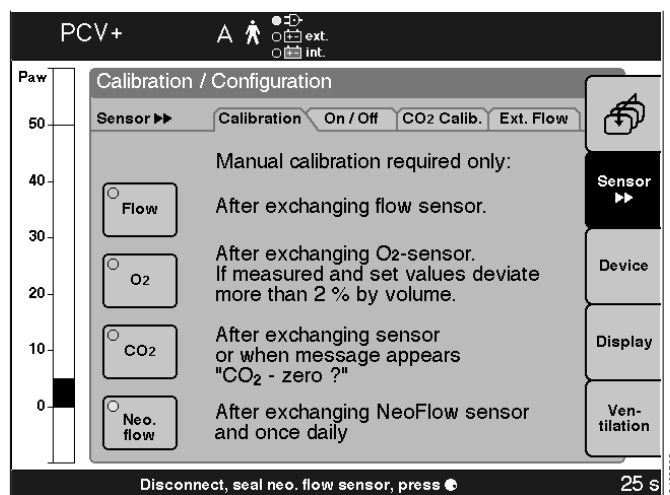 PCV+
A
ext.
int.
Paw
50
40
30
20
10
0
Calibration / Configuration
Sensor ▶▶
Calibration
On / Off
CO2 Calib.
Ext. Flow
Manual calibration required only:
Flow
After exchanging flow sensor.
O2
After exchanging O2-sensor.
If measured and set values deviate
more than 2 % by volume.
CO2
After exchanging sensor
or when message appears
"CO2 - zero ?"
Neo.
flow
After exchanging NeoFlow sensor
and once daily
Sensor
▶▶
Device
Display
Ven-
tilation
Disconnect, seal neo. flow sensor, press
25 s